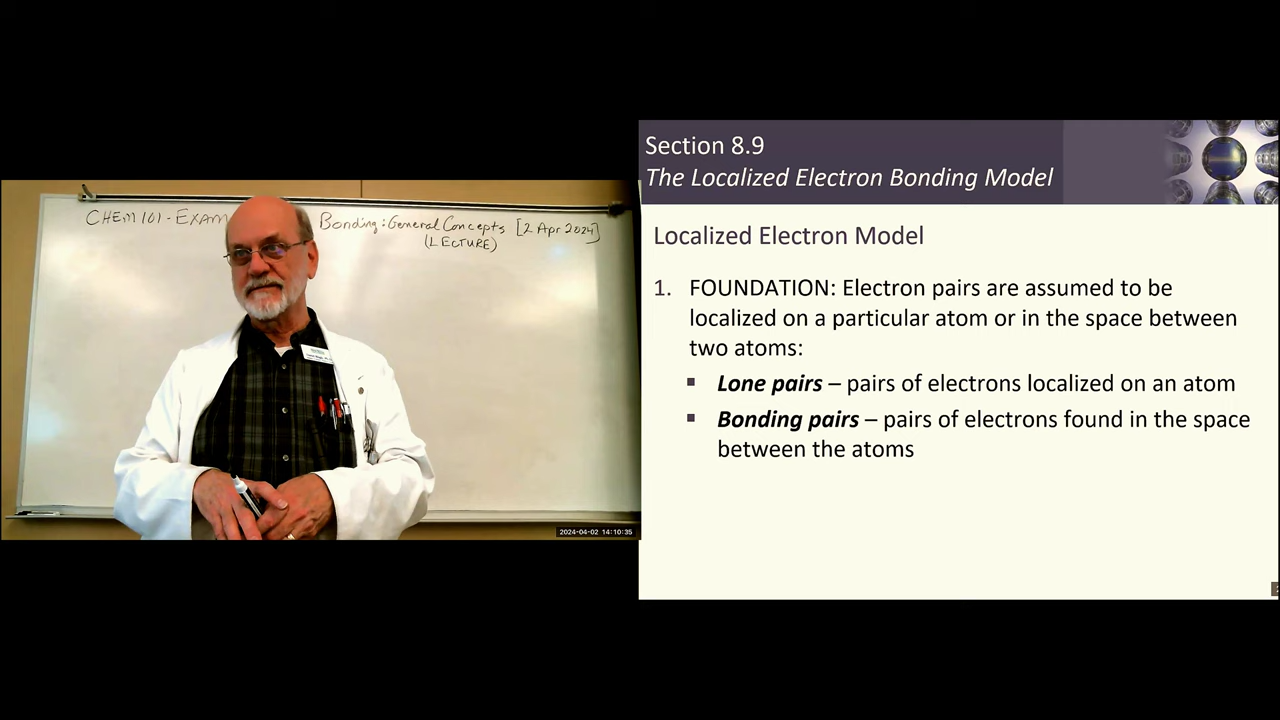 CHEM 101 - EXAM
Bonding: General Concepts [2 Apr 2024]
(LECTURE)
2024-04-02 14:10:35
Section 8.9
The Localized Electron Bonding Model
Localized Electron Model
1. FOUNDATION: Electron pairs are assumed to be
localized on a particular atom or in the space between
two atoms:
▪ Lone pairs – pairs of electrons localized on an atom
▪ Bonding pairs – pairs of electrons found in the space
between the atoms